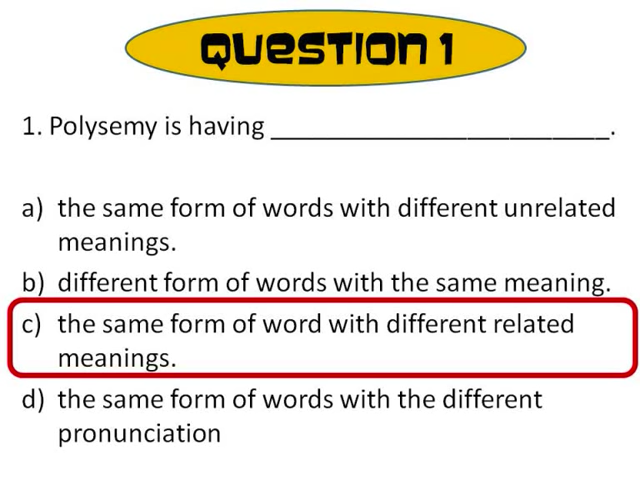 QUESTION 1
1. Polysemy is having ________________________.
a) the same form of words with different unrelated
meanings.
b) different form of words with the same meaning.
c) the same form of word with different related
meanings.
d) the same form of words with the different
pronunciation